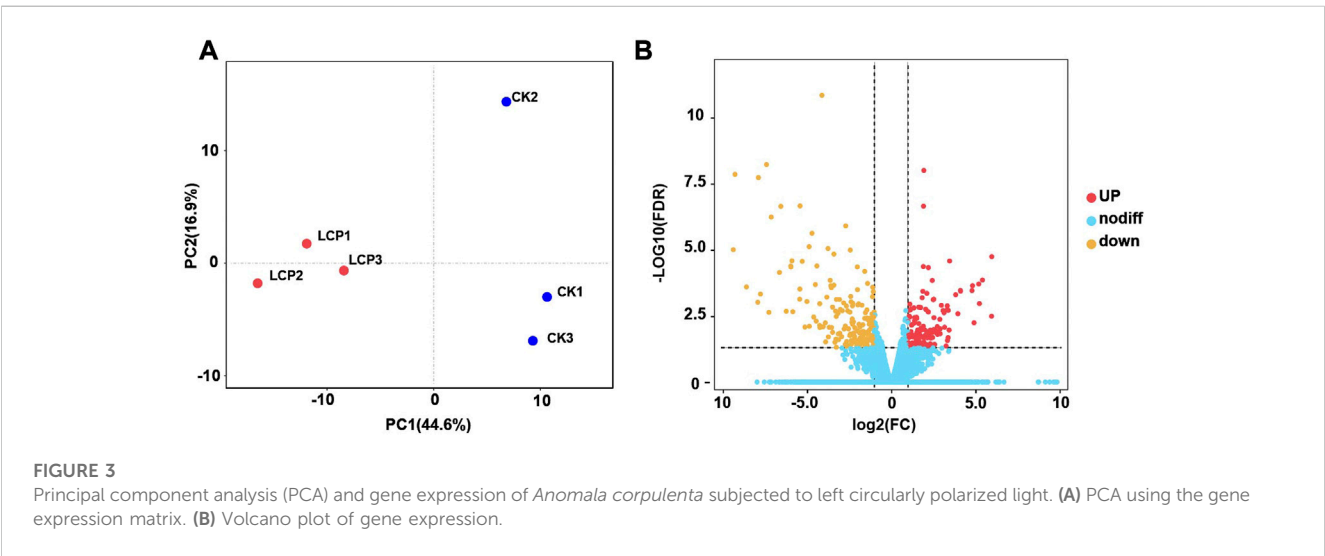 A
PC2(16.9%)
10
0
-10
CK2
LCP1
LCP3
LCP2
CK1
CK3
-10
0
10
PC1(44.6%)
B
-LOG10(FDR)
10
7.5
5.0
2.5
0
10
-5.0
0
5.0
10
log2(FC)
UP
nodiff
down
FIGURE 3
Principal component analysis (PCA) and gene expression of Anomala corpulenta subjected to left circularly polarized light. (A) PCA using the gene
expression matrix. (B) Volcano plot of gene expression.